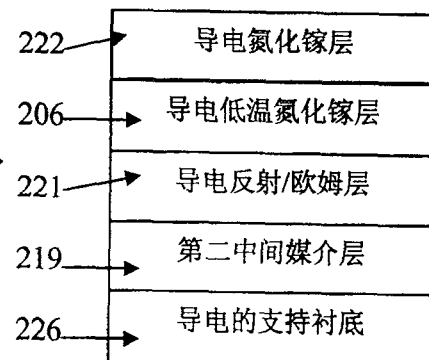 222 导电氮化镓层
206 导电低温氮化镓层
221 导电反射/欧姆层
219 第二中间媒介层
226 导电的支持衬底